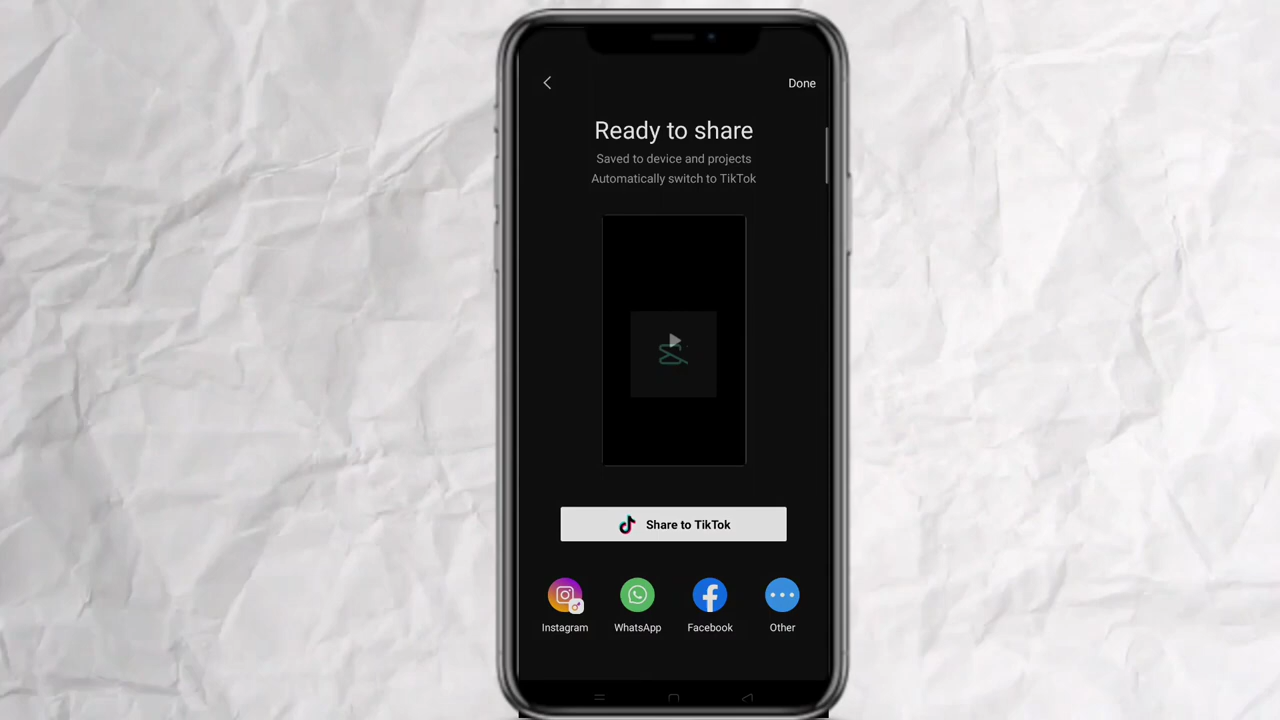 Done
Ready to share
Saved to device and projects
Automatically switch to TikTok
Share to TikTok
Instagram
WhatsApp
Facebook
Other